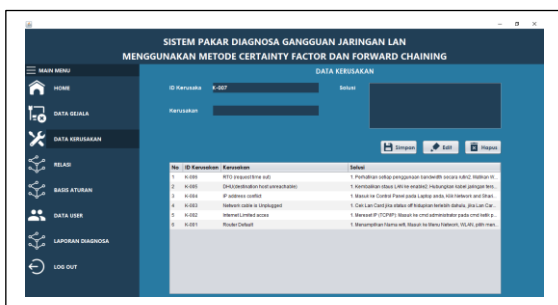 SISTEM PAKAR DIAGNOSA GANGGUAN JARINGAN LAN
MENGGUNAKAN METODE CERTAINTY FACTOR DAN FORWARD CHAINING
MAIN MENU
DATA KERUSAKAN
HOME
DATA GEJALA
DATA KERUSAKAN
RELASI
BASIS ATURAN
DATA USER
LAPORAN DIAGNOSA
LOG OUT
ID Kerusaka K-007 Solusi
Kerusakan
Simpan Edit Hapus
No ID Kerusakan Kerusakan Solusi
1 K-006 RTO (request time out) 1. Perhatikan setiap penggunaan bandwidth secara rutin2. Matikan W...
2 K-005 DHU(destination host unreachable) 1. Kembalikan status LAN ke enable2. Hubungkan kabel jaringan ters...
3 K-004 IP address conflict 1. Masuk ke Control Panel pada Laptop anda, Klik Network and Shari...
4 K-003 Network cable is Unplugged 1. Cek Lan Card jika status off hidupkan terlebih dahulu, jika Lan Car...
5 K-002 Internet Limited acces 1. Mereset IP (TCP/IP). Masuk ke cmd administrator pada cmd ketik p...
6 K-001 Router Default 1. Menampilkan Nama wifi, Masuk ke Menu Network, WLAN, pilih men...